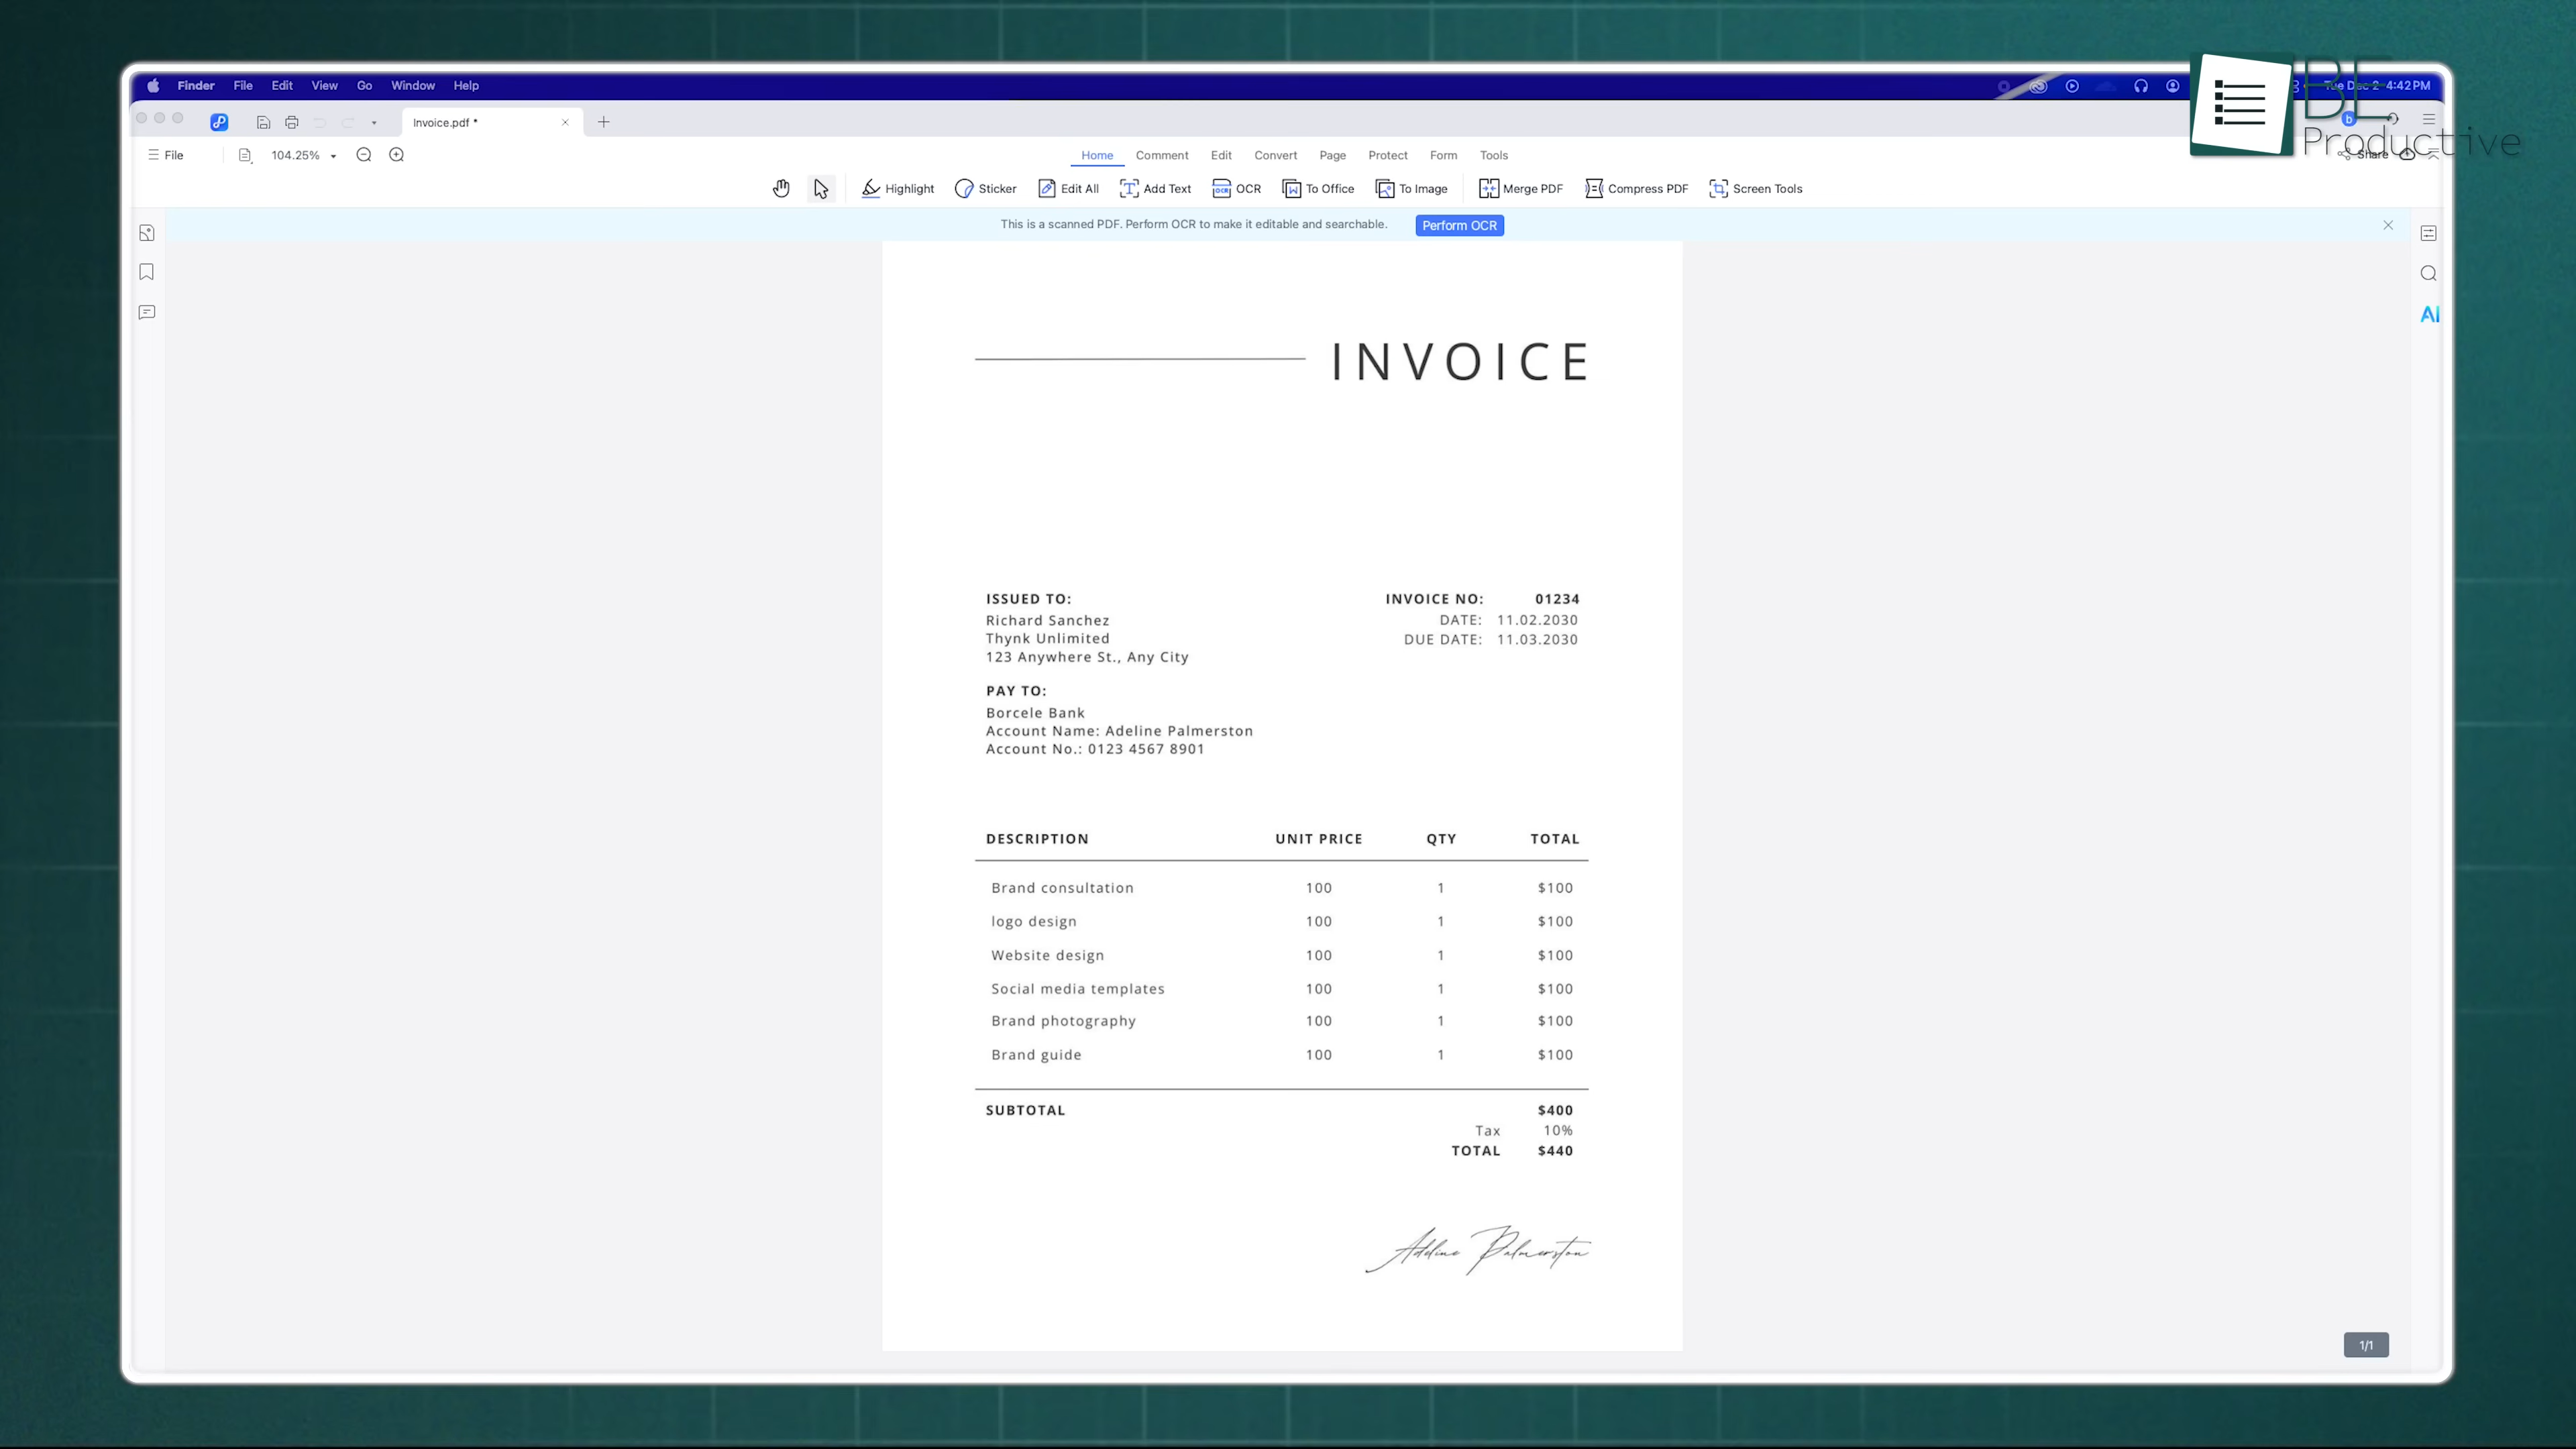 Finder File Edit View Go Window Help
Tue Dec 2 4:42 PM
BE
Productive
Invoice.pdf *
File 104.25% Home Comment Edit Convert Page Protect Form Tools Share
Highlight Sticker Edit All Add Text OCR To Office To Image Merge PDF Compress PDF Screen Tools
This is a scanned PDF. Perform OCR to make it editable and searchable. Perform OCR
AI
INVOICE
ISSUED TO: INVOICE NO: 01234
Richard Sanchez DATE: 11.02.2030
Thynk Unlimited DUE DATE: 11.03.2030
123 Anywhere St., Any City
PAY TO:
Borcele Bank
Account Name: Adeline Palmerston
Account No.: 0123 4567 8901
DESCRIPTION UNIT PRICE QTY TOTAL
Brand consultation 100 1 $100
logo design 100 1 $100
Website design 100 1 $100
Social media templates 100 1 $100
Brand photography 100 1 $100
Brand guide 100 1 $100
SUBTOTAL $400
Tax 10%
TOTAL $440
Adeline Palmerston
1/1